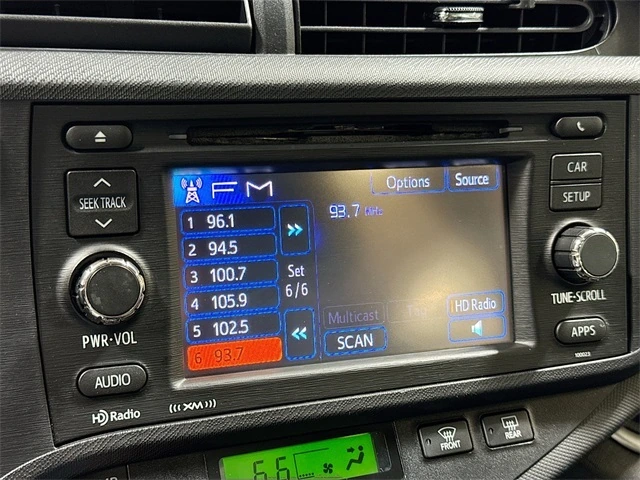 FM
Options
Source
1 96.1
93.7 MHz
2 94.5
3 100.7
Set
4 105.9
6/6
5 102.5
Multicast
Tag
HD Radio
6 93.7
SCAN
SEEK TRACK
PWR·VOL
AUDIO
HD Radio
(((XM)))
CAR
SETUP
TUNE·SCROLL
APPS
100023
FRONT
REAR
66